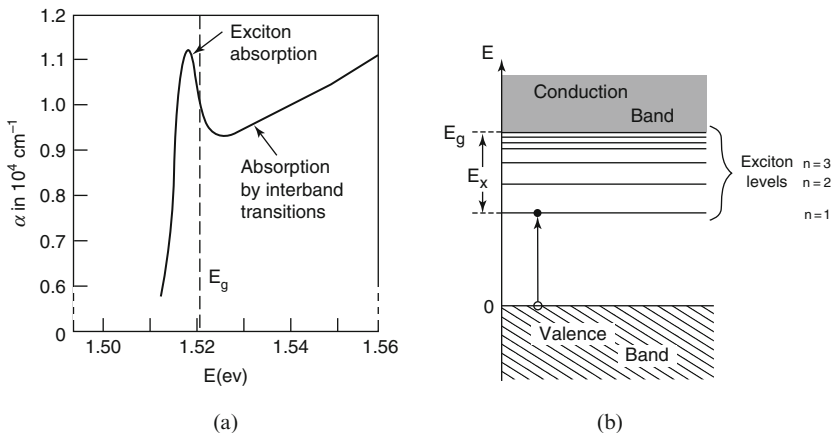 1.2
1.1
1.0
0.9
0.8
0.7
0.6
0
α in 10⁴ cm⁻¹
Exciton
absorption
Absorption
by interband
transitions
E_g
1.50
1.52
1.54
1.56
E(ev)
(a)
E
Conduction
Band
E_g
E_x
Exciton
levels
n = 3
n = 2
n = 1
0
Valence
Band
(b)